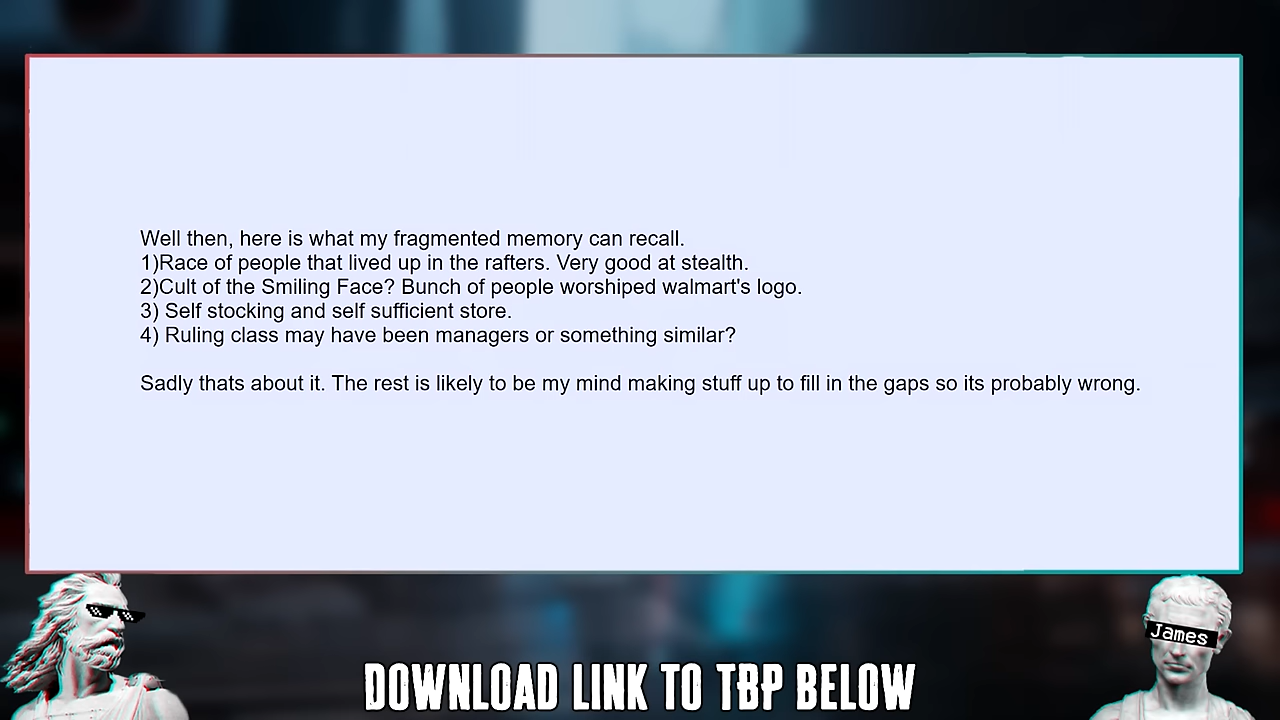 Well then, here is what my fragmented memory can recall.
1)Race of people that lived up in the rafters. Very good at stealth.
2)Cult of the Smiling Face? Bunch of people worshiped walmart's logo.
3) Self stocking and self sufficient store.
4) Ruling class may have been managers or something similar?
Sadly thats about it. The rest is likely to be my mind making stuff up to fill in the gaps so its probably wrong.
James
DOWNLOAD LINK TO TBP BELOW